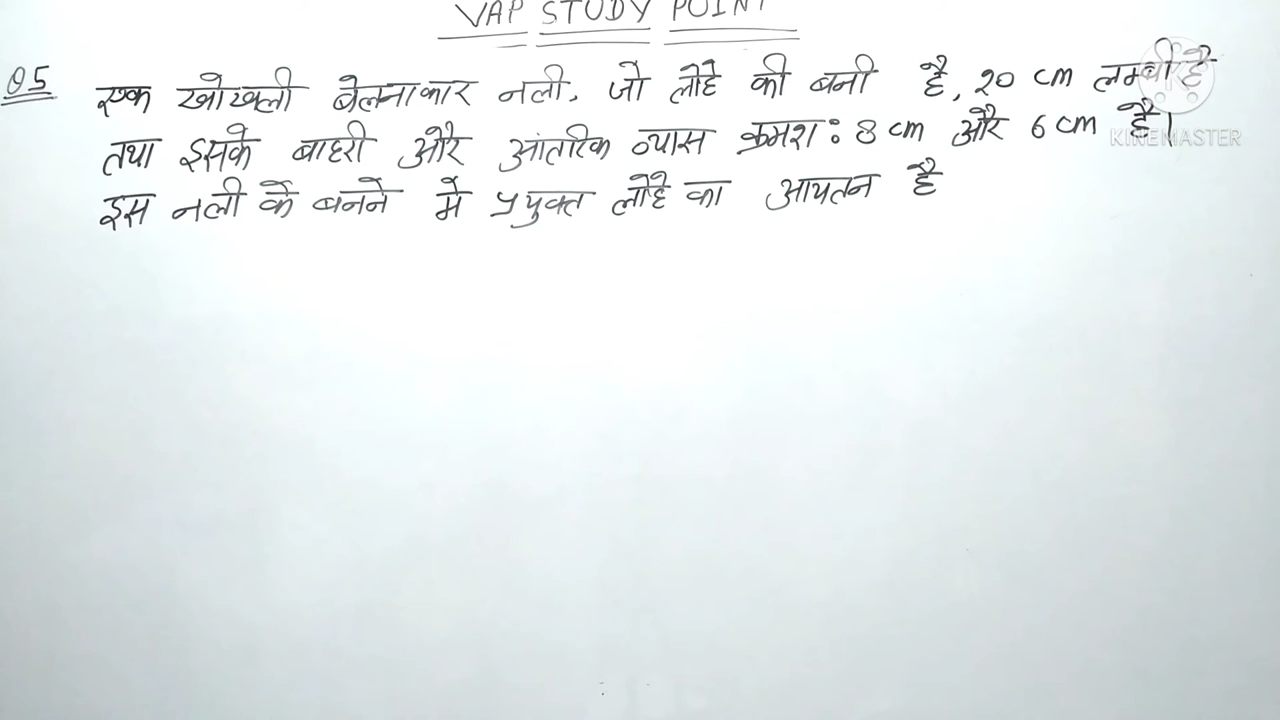 VAP STUDY POINT
Q5 एक खोखली बेलनाकार नली, जो लोहे की बनी है, 20 cm लम्बी है
तथा इसके बाहरी और आंतरिक व्यास क्रमश: 8 cm और 6 cm है।
इस नली के बनने मे प्रयुक्त लोहे का आयतन है
KINEMASTER